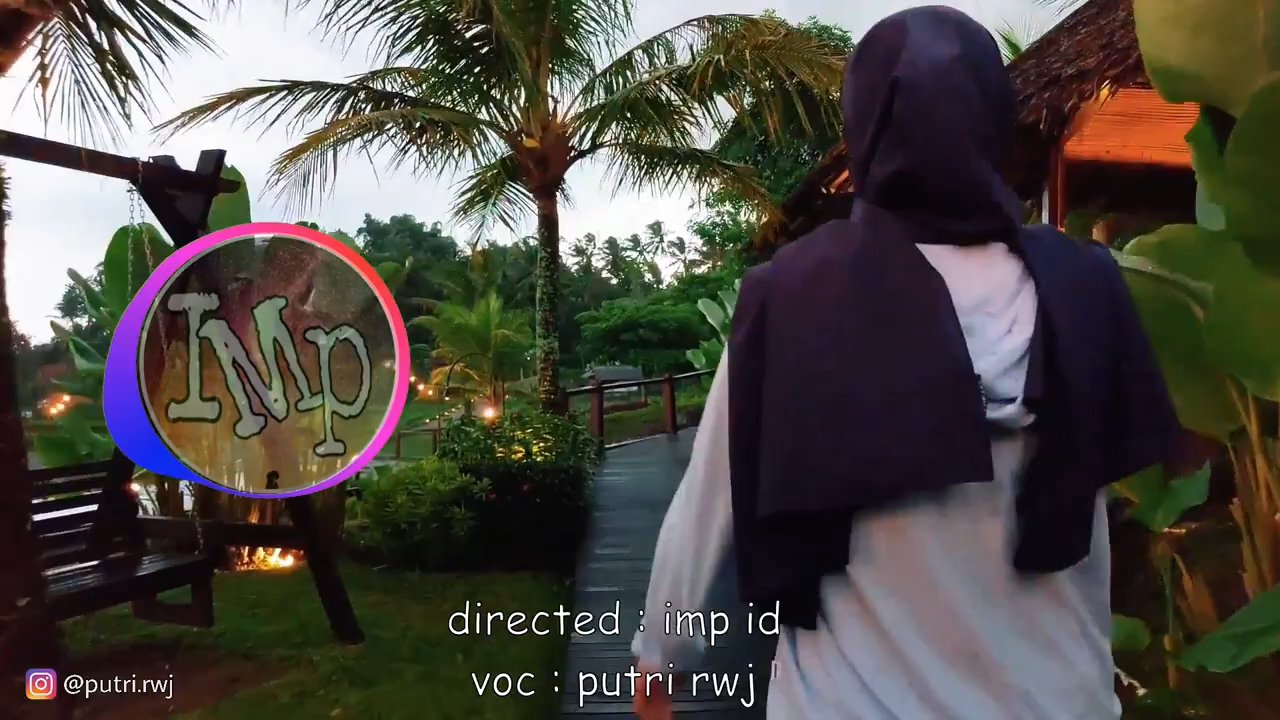 IMp
directed : imp id
voc : putri rwj
@putri.rwj